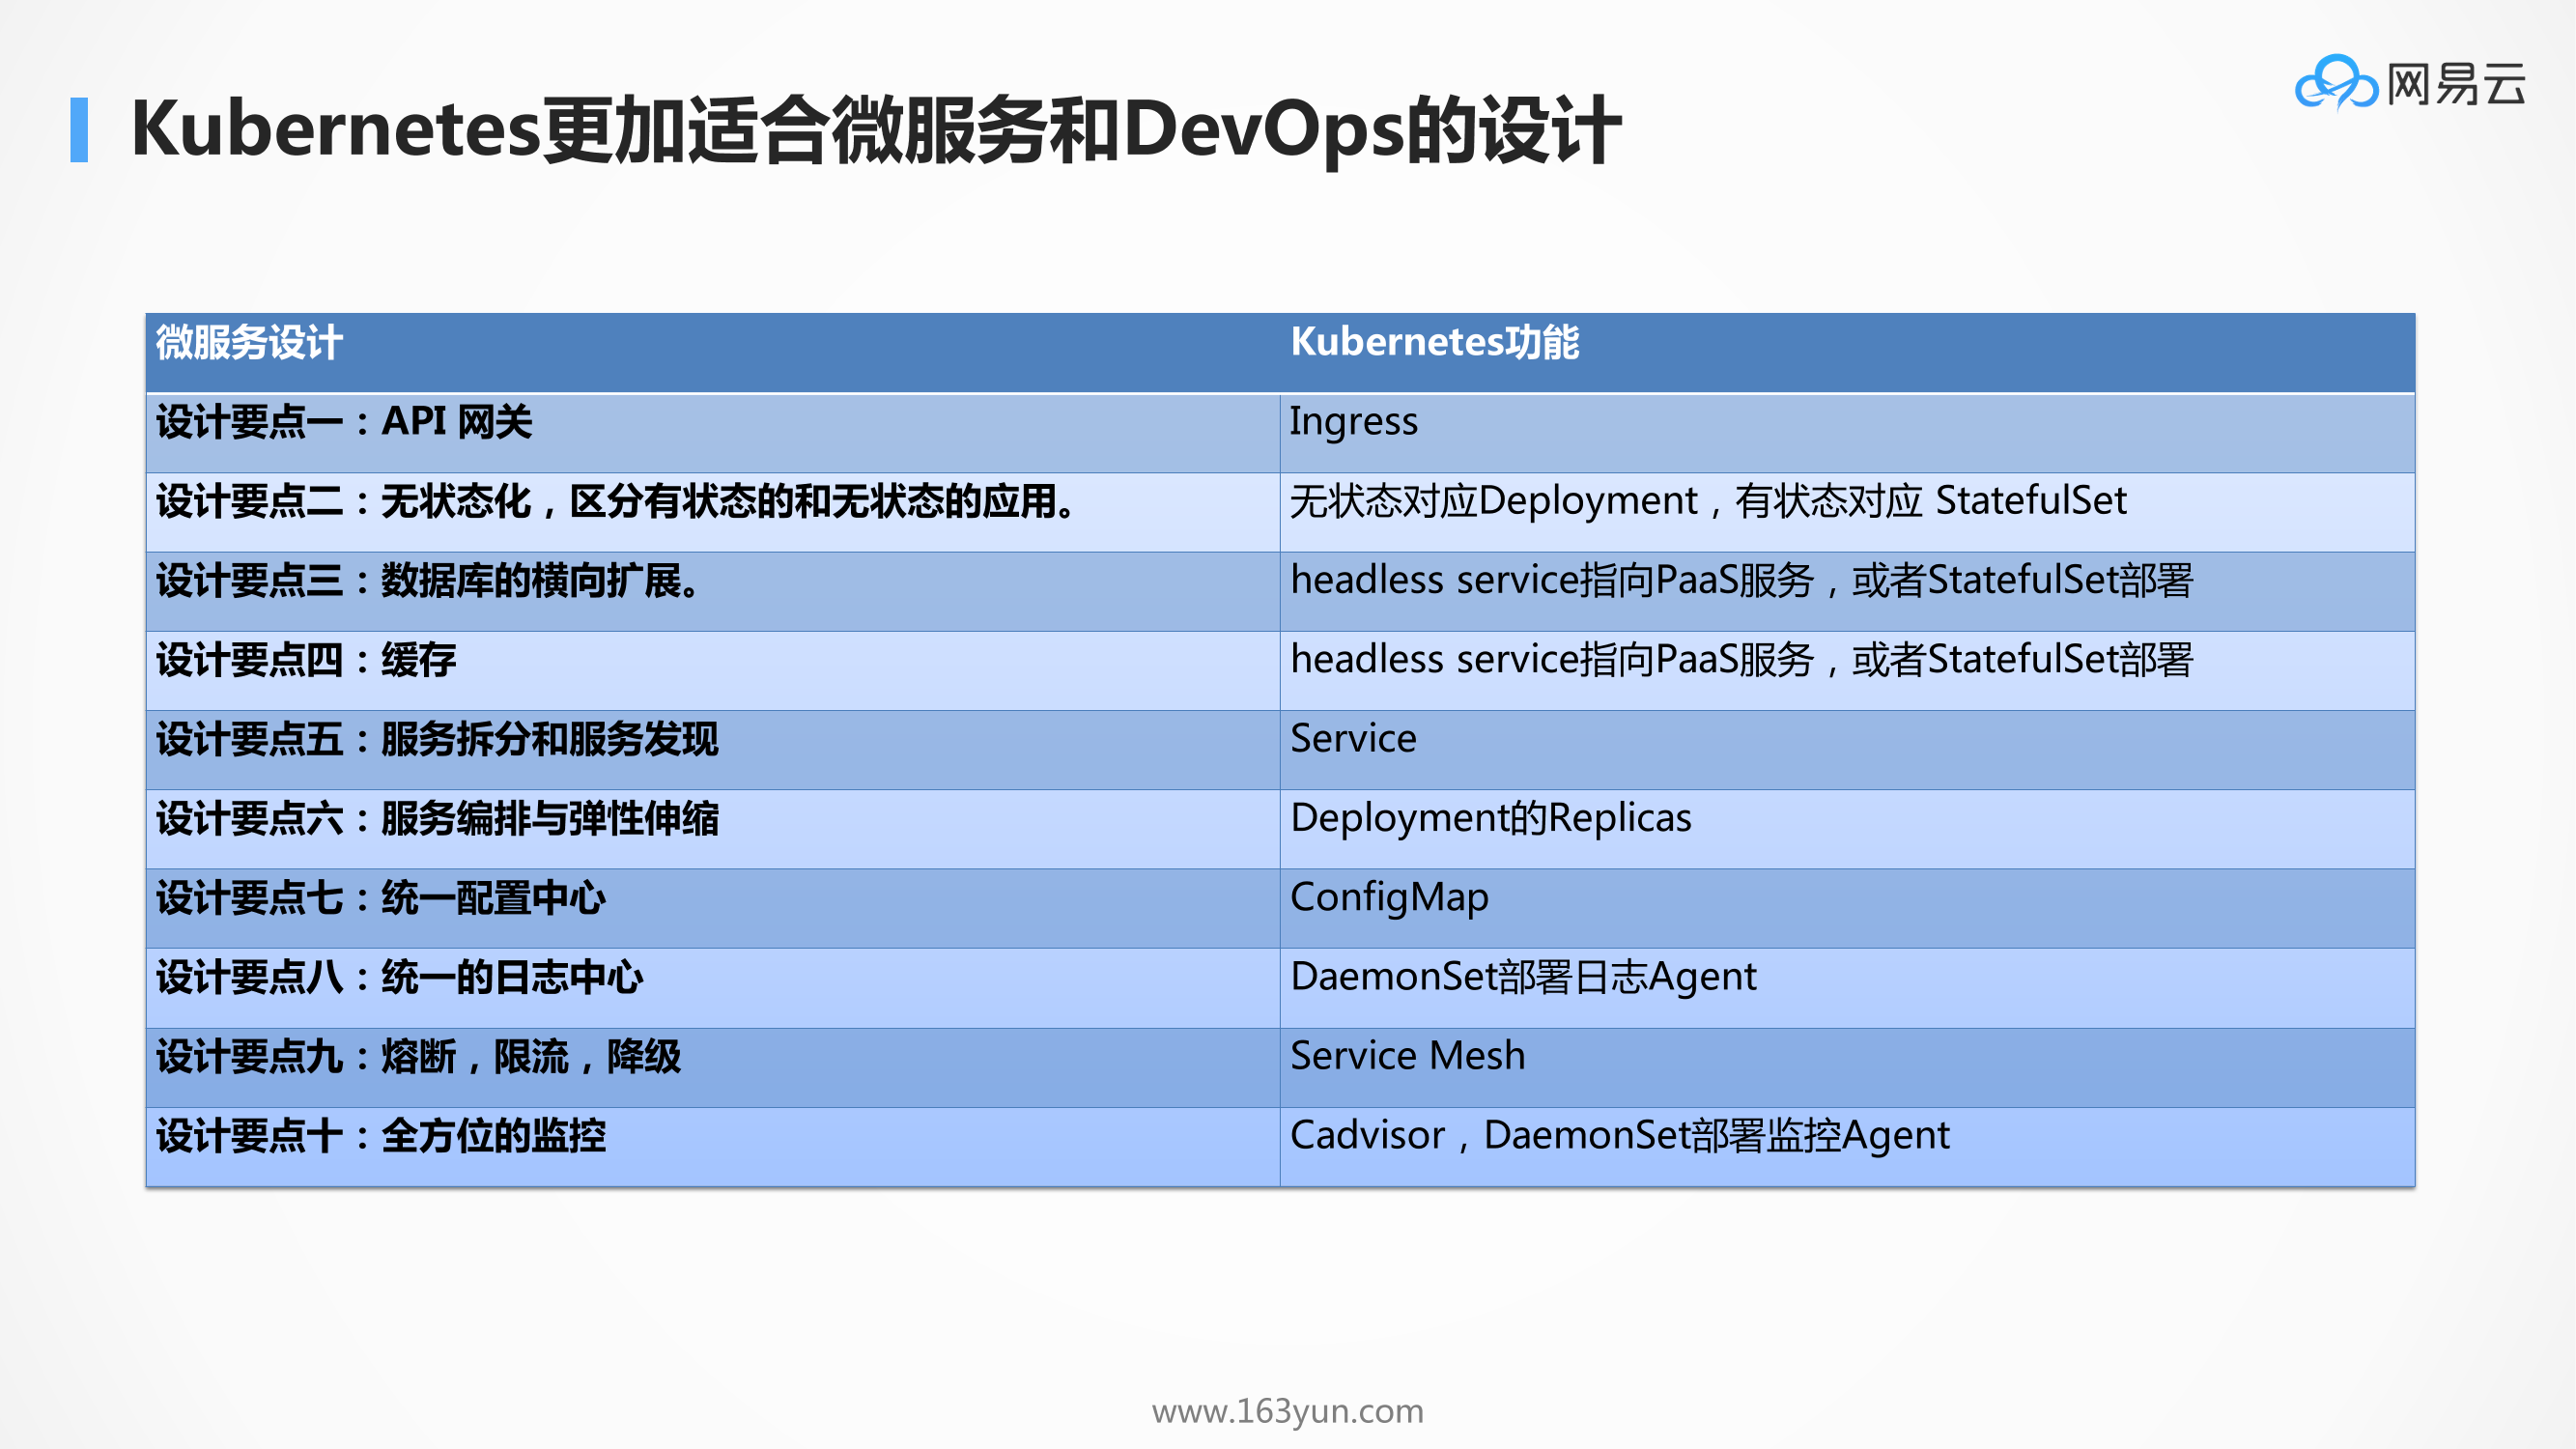 网易云
Kubernetes更加适合微服务和DevOps的设计
微服务设计
Kubernetes功能
设计要点一：API 网关
Ingress
设计要点二：无状态化，区分有状态的和无状态的应用。
无状态对应Deployment，有状态对应 StatefulSet
设计要点三：数据库的横向扩展。
headless service指向PaaS服务，或者StatefulSet部署
设计要点四：缓存
headless service指向PaaS服务，或者StatefulSet部署
设计要点五：服务拆分和服务发现
Service
设计要点六：服务编排与弹性伸缩
Deployment的Replicas
设计要点七：统一配置中心
ConfigMap
设计要点八：统一的日志中心
DaemonSet部署日志Agent
设计要点九：熔断，限流，降级
Service Mesh
设计要点十：全方位的监控
Cadvisor，DaemonSet部署监控Agent
www.163yun.com